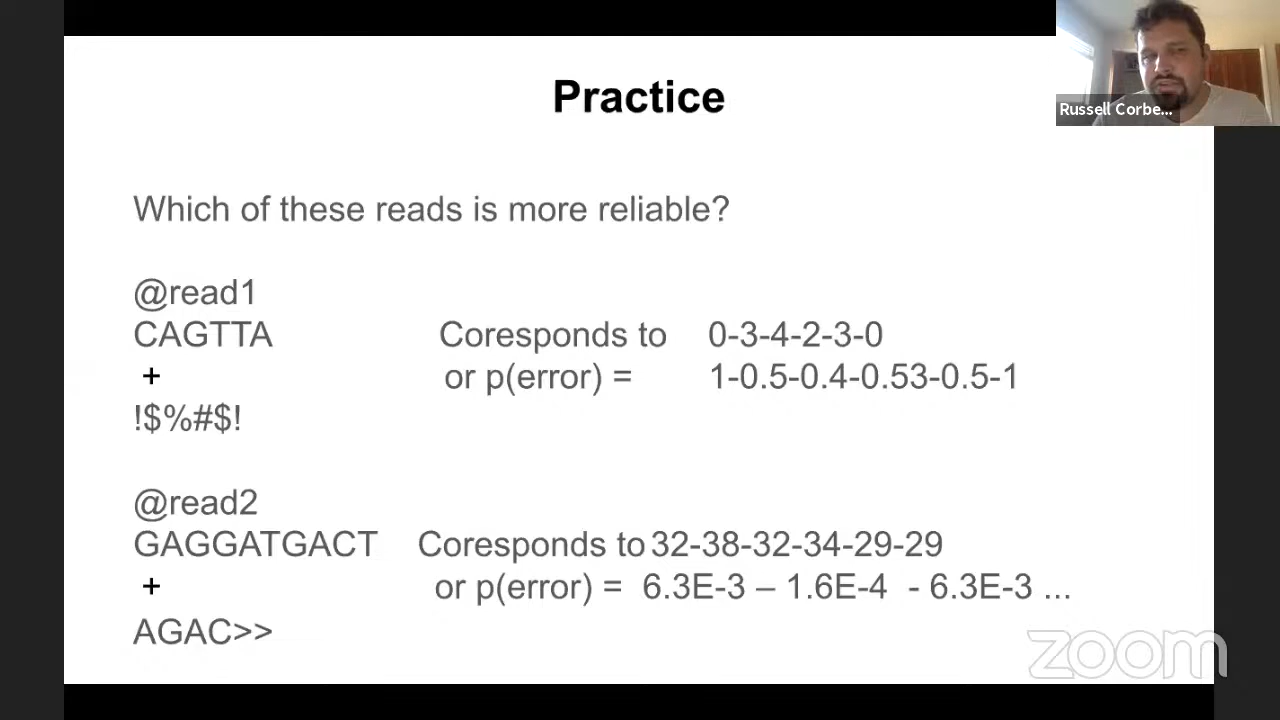 Practice
Russell Corbe...
Which of these reads is more reliable?
@read1
CAGTTA Coresponds to 0-3-4-2-3-0
+ or p(error) = 1-0.5-0.4-0.53-0.5-1
!$%#$!
@read2
GAGGATGACT Coresponds to 32-38-32-34-29-29
+ or p(error) = 6.3E-3 – 1.6E-4 - 6.3E-3 ...
AGAC>>
zoom